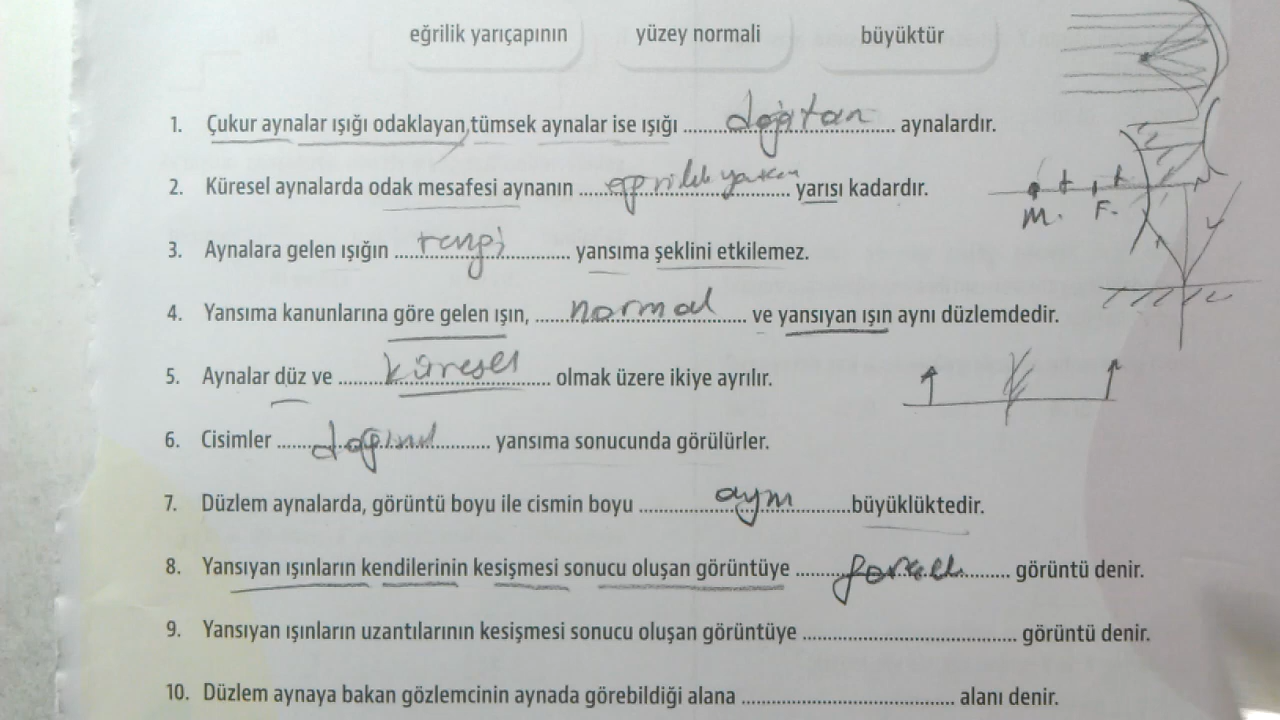 eğrilik yarıçapının yüzey normali büyüktür
1. Çukur aynalar ışığı odaklayan, tümsek aynalar ise ışığı ...dağıtan... aynalardır.
2. Küresel aynalarda odak mesafesi aynanın ...eğrilik... yarısı kadardır.
M. F.
3. Aynalara gelen ışığın ...rengi... yansıma şeklini etkilemez.
4. Yansıma kanunlarına göre gelen ışın, ...normal... ve yansıyan ışın aynı düzlemdedir.
5. Aynalar düz ve ...küresel... olmak üzere ikiye ayrılır.
6. Cisimler ...dağınık... yansıma sonucunda görülürler.
7. Düzlem aynalarda, görüntü boyu ile cismin boyu ...aynı... büyüklüktedir.
8. Yansıyan ışınların kendilerinin kesişmesi sonucu oluşan görüntüye ...gerçek... görüntü denir.
9. Yansıyan ışınların uzantılarının kesişmesi sonucu oluşan görüntüye ... görüntü denir.
10. Düzlem aynaya bakan gözlemcinin aynada görebildiği alana ... alanı denir.